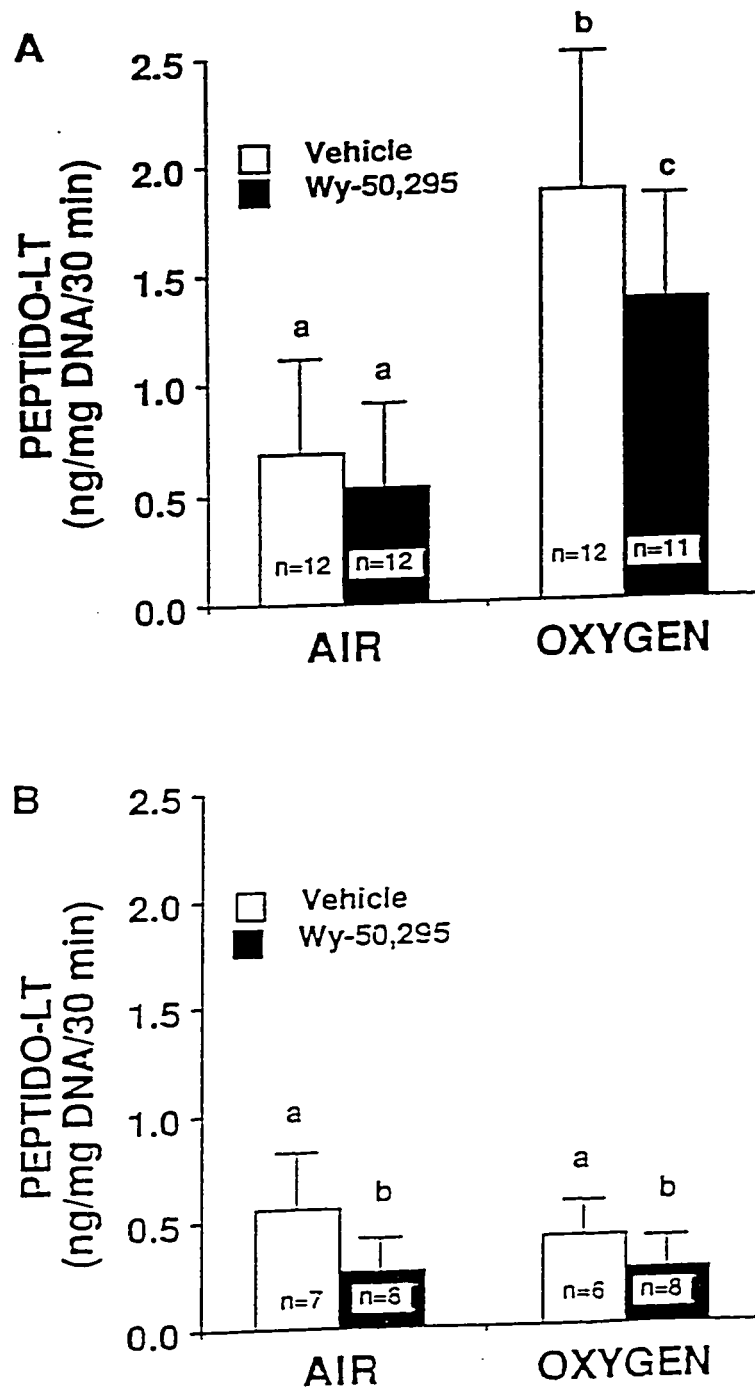 A
b
2.5
Vehicle
Wy-50,295
2.0
c
1.5
a
a
1.0
0.5
n=12
n=12
n=12
n=11
0.0
AIR
OXYGEN
PEPTIDO-LT
(ng/mg DNA/30 min)
B
2.5
Vehicle
Wy-50,295
2.0
1.5
1.0
a
b
a
b
0.5
n=7
n=6
n=8
0.0
AIR
OXYGEN
PEPTIDO-LT
(ng/mg DNA/30 min)